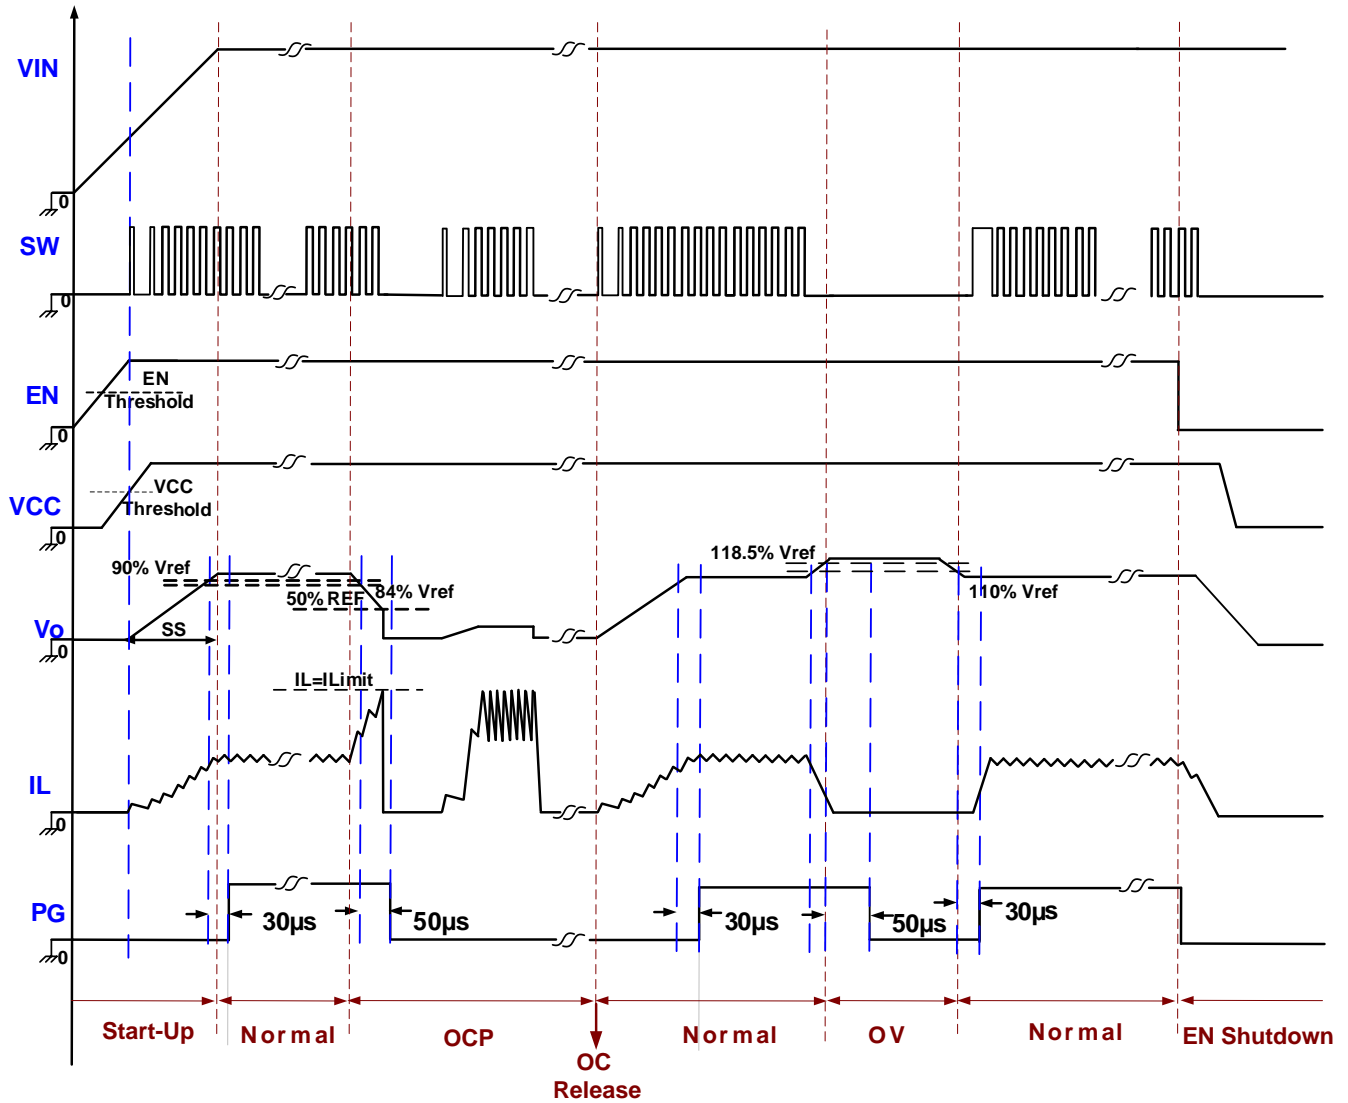 VIN
0
SW
0
EN
Threshold
EN
0
VCC
Threshold
VCC
0
90% Vref
118.5% Vref
50% REF
84% Vref
110% Vref
SS
Vo
0
IL=ILimit
IL
0
PG
30μs
50μs
30μs
50μs
30μs
0
Start-Up
Normal
OCP
Normal
OV
Normal
EN Shutdown
OC
Release